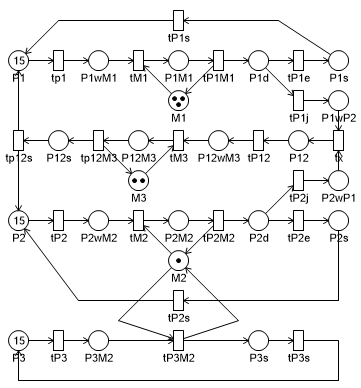 tP1s
15
P1 tp1 P1wM1 tM1 P1M1 tP1M1 P1d tP1e P1s
M1 tP1j P1wP2
tp12s P12s tp12M3 P12M3 tM3 P12wM3 tP12 P12
M3 tP2j P2wP1
15
P2 tP2 P2wM2 tM2 P2M2 tP2M2 P2d tP2e P2s
M2
tP2s
15
tP3 P3M2 tP3M2 P3s tP3s